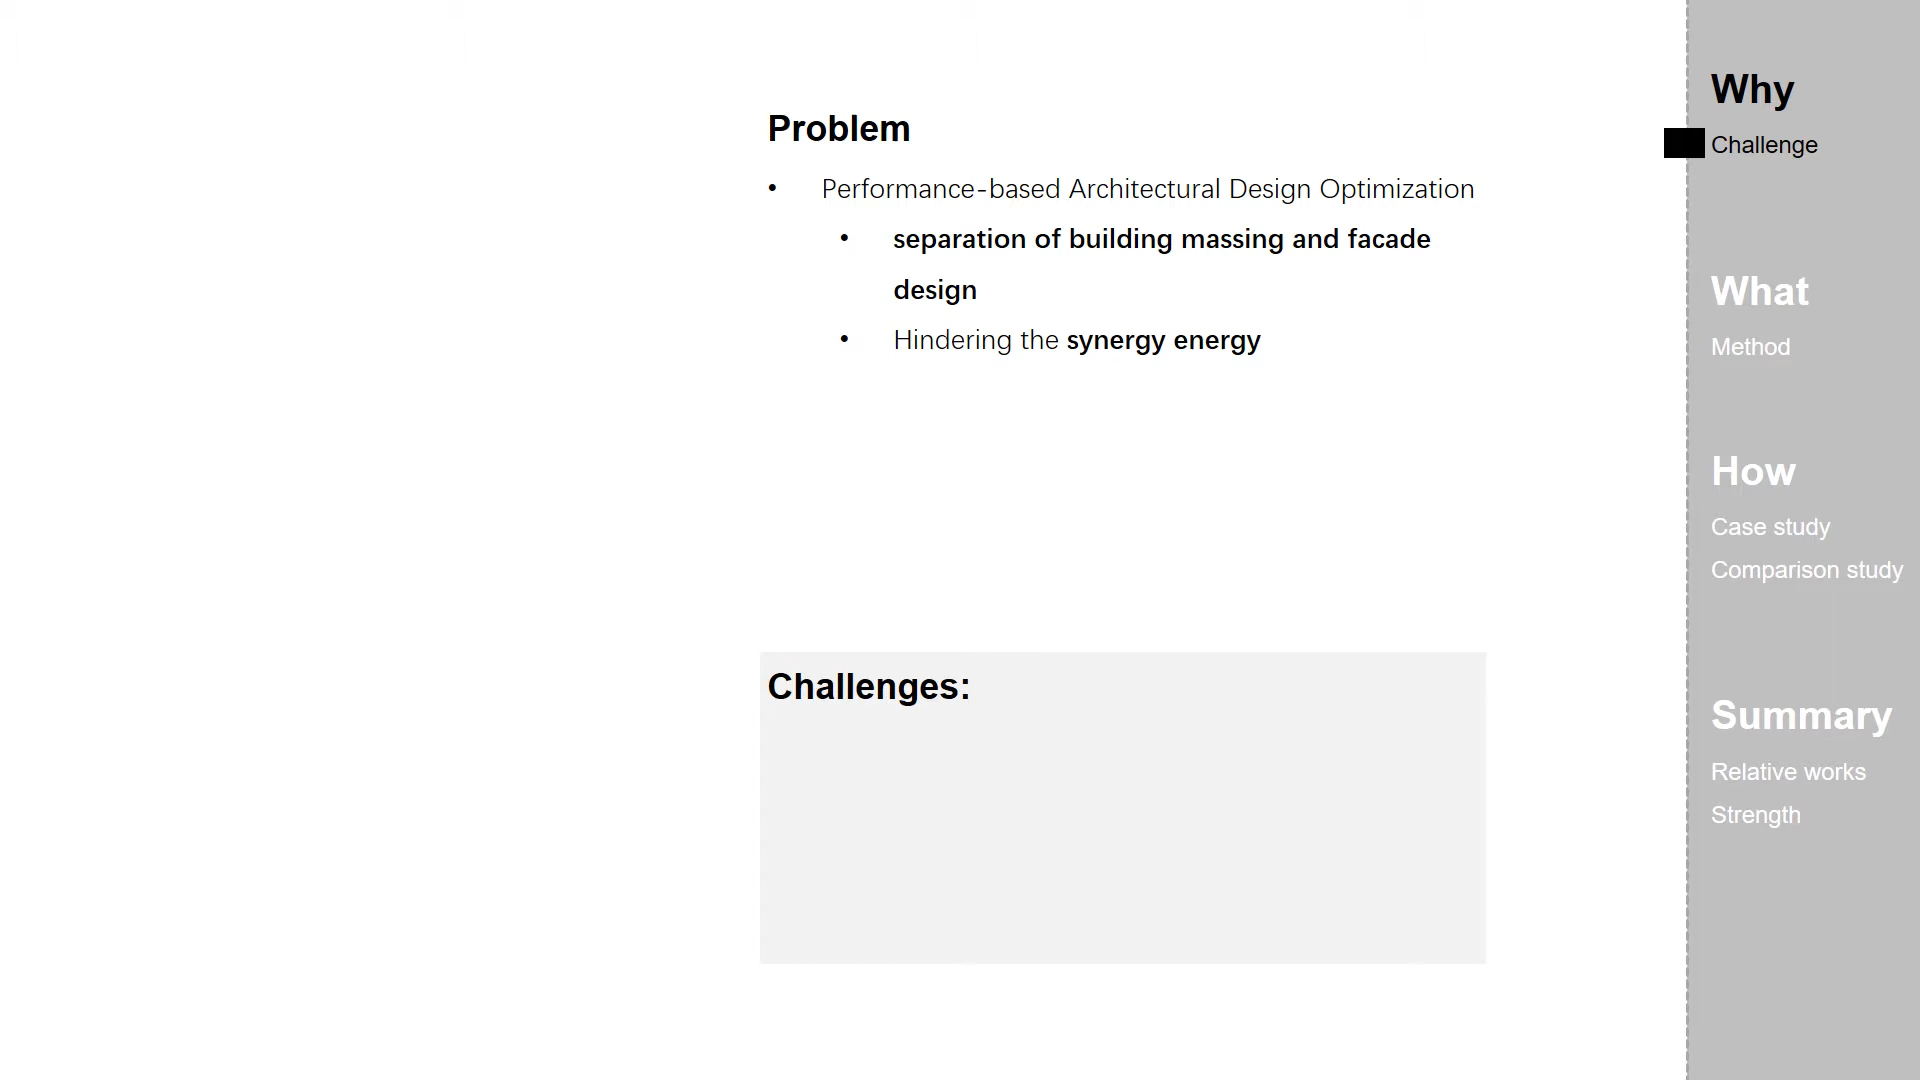 Problem
• Performance-based Architectural Design Optimization
• separation of building massing and facade
design
• Hindering the synergy energy
Challenges:
Why
Challenge
What
Method
How
Case study
Comparison study
Summary
Relative works
Strength